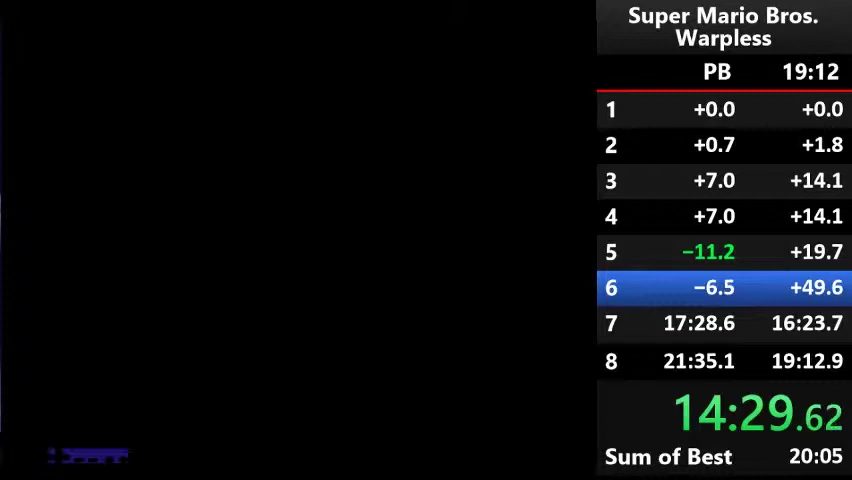 Super Mario Bros.
Warpless
PB 19:12
1 +0.0 +0.0
2 +0.7 +1.8
3 +7.0 +14.1
4 +7.0 +14.1
5 −11.2 +19.7
6 −6.5 +49.6
7 17:28.6 16:23.7
8 21:35.1 19:12.9
14:29.62
Sum of Best 20:05